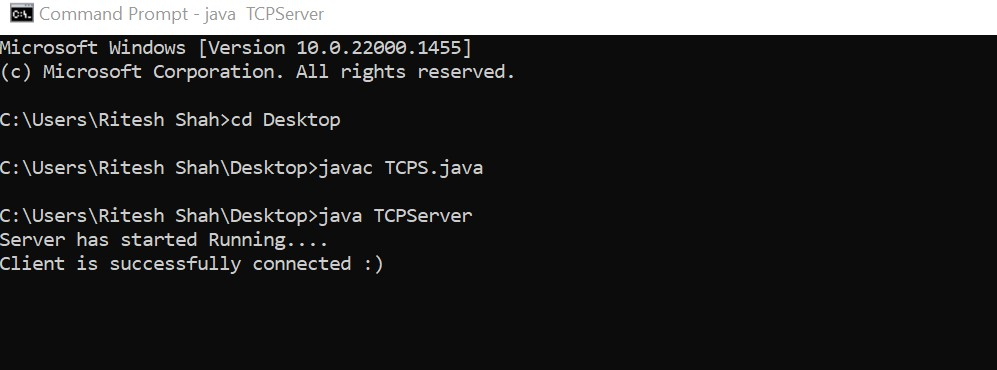 Command Prompt - java  TCPServer
Microsoft Windows [Version 10.0.22000.1455]
(c) Microsoft Corporation. All rights reserved.
C:\Users\Ritesh Shah>cd Desktop
C:\Users\Ritesh Shah\Desktop>javac TCPS.java
C:\Users\Ritesh Shah\Desktop>java TCPServer
Server has started Running....
Client is successfully connected :)